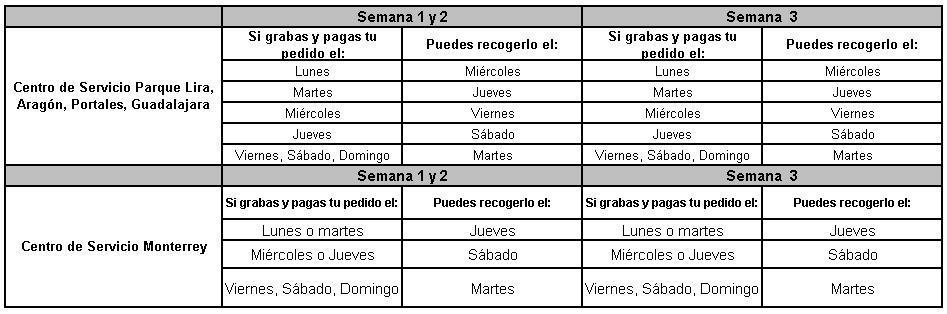 Semana 1 y 2 Semana 3
Centro de Servicio Parque Lira,
Aragón, Portales, Guadalajara
Si grabas y pagas tu
pedido el:
Puedes recogerlo el:
Si grabas y pagas tu
pedido el:
Puedes recogerlo el:
Lunes Miércoles Lunes Miércoles
Martes Jueves Martes Jueves
Miércoles Viernes Miércoles Viernes
Jueves Sábado Jueves Sábado
Viernes, Sábado, Domingo Martes Viernes, Sábado, Domingo Martes
Semana 1 y 2 Semana 3
Centro de Servicio Monterrey
Si grabas y pagas tu pedido el: Puedes recogerlo el: Si grabas y pagas tu pedido el: Puedes recogerlo el:
Lunes o martes Jueves Lunes o martes Jueves
Miércoles o Jueves Sábado Miércoles o Jueves Sábado
Viernes, Sábado, Domingo Martes Viernes, Sábado, Domingo Martes